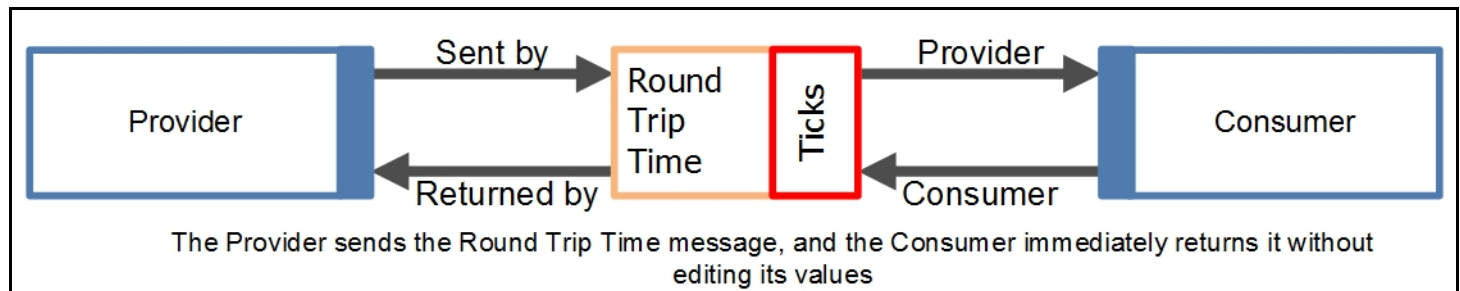 Provider
Sent by
Returned by
Round
Trip
Time
Ticks
Provider
Consumer
Consumer
The Provider sends the Round Trip Time message, and the Consumer immediately returns it without
editing its values